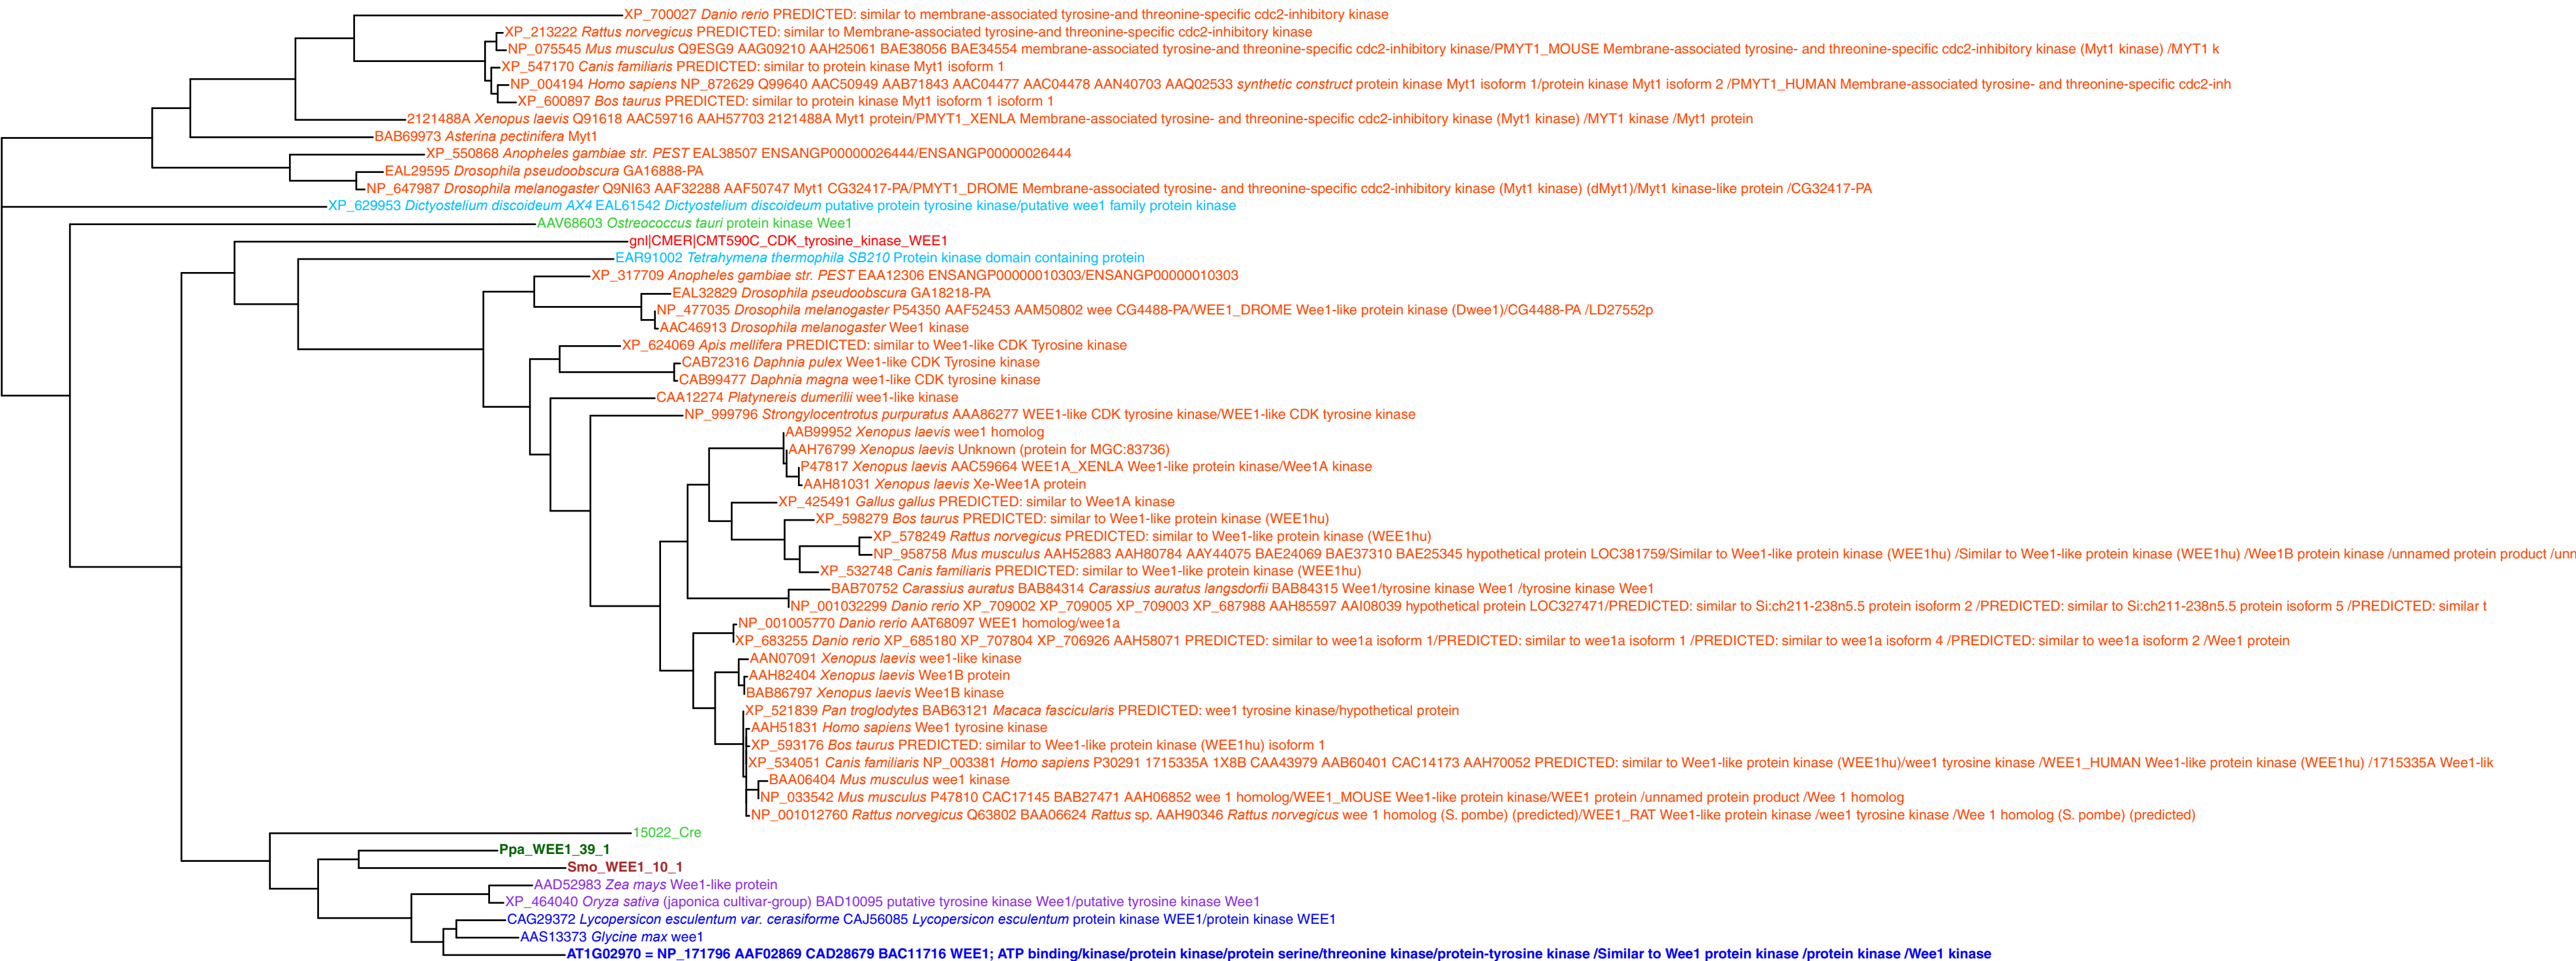 XP_700027 Danio rerio PREDICTED: similar to membrane-associated tyrosine-and threonine-specific cdc2-inhibitory kinase
XP_213222 Rattus norvegicus PREDICTED: similar to Membrane-associated tyrosine-and threonine-specific cdc2-inhibitory kinase
NP_075545 Mus musculus Q9ESG9 AAG09210 AAH25061 BAE38056 BAE34554 membrane-associated tyrosine-and threonine-specific cdc2-inhibitory kinase/PMYT1_MOUSE Membrane-associated tyrosine- and threonine-specific cdc2-inhibitory kinase (Myt1 kinase) /MYT1 k
XP_547170 Canis familiaris PREDICTED: similar to protein kinase Myt1 isoform 1
NP_004194 Homo sapiens NP_872629 Q99640 AAC50949 AAB71843 AAC04477 AAC04478 AAN40703 AAQ02533 synthetic construct protein kinase Myt1 isoform 1/protein kinase Myt1 isoform 2 /PMYT1_HUMAN Membrane-associated tyrosine- and threonine-specific cdc2-inh
XP_600897 Bos taurus PREDICTED: similar to protein kinase Myt1 isoform 1 isoform 1
2121488A Xenopus laevis Q91618 AAC59716 AAH57703 2121488A Myt1 protein/PMYT1_XENLA Membrane-associated tyrosine- and threonine-specific cdc2-inhibitory kinase (Myt1 kinase) /MYT1 kinase /Myt1 protein
BAB69973 Asterina pectinifera Myt1
XP_550868 Anopheles gambiae str. PEST EAL38507 ENSANGP00000026444/ENSANGP00000026444
EAL29595 Drosophila pseudoobscura GA16888-PA
NP_647987 Drosophila melanogaster Q9NI63 AAF32288 AAF50747 Myt1 CG32417-PA/PMYT1_DROME Membrane-associated tyrosine- and threonine-specific cdc2-inhibitory kinase (Myt1 kinase) (dMyt1)/Myt1 kinase-like protein /CG32417-PA
XP_629953 Dictyostelium discoideum AX4 EAL61542 Dictyostelium discoideum putative protein tyrosine kinase/putative wee1 family protein kinase
AAV68603 Ostreococcus tauri protein kinase Wee1
gnl|CMER|CMT590C_CDK_tyrosine_kinase_WEE1
EAR91002 Tetrahymena thermophila SB210 Protein kinase domain containing protein
XP_317709 Anopheles gambiae str. PEST EAA12306 ENSANGP00000010303/ENSANGP00000010303
EAL32829 Drosophila pseudoobscura GA18218-PA
NP_477035 Drosophila melanogaster P54350 AAF52453 AAM50802 wee CG4488-PA/WEE1_DROME Wee1-like protein kinase (Dwee1)/CG4488-PA /LD27552p
AAC46913 Drosophila melanogaster Wee1 kinase
XP_624069 Apis mellifera PREDICTED: similar to Wee1-like CDK Tyrosine kinase
CAB72316 Daphnia pulex Wee1-like CDK Tyrosine kinase
CAB99477 Daphnia magna wee1-like CDK tyrosine kinase
CAA12274 Platynereis dumerilii wee1-like kinase
NP_999796 Strongylocentrotus purpuratus AAA86277 WEE1-like CDK tyrosine kinase/WEE1-like CDK tyrosine kinase
AAB99952 Xenopus laevis wee1 homolog
AAH76799 Xenopus laevis Unknown (protein for MGC:83736)
P47817 Xenopus laevis AAC59664 WEE1A_XENLA Wee1-like protein kinase/Wee1A kinase
AAH81031 Xenopus laevis Xe-Wee1A protein
XP_425491 Gallus gallus PREDICTED: similar to Wee1A kinase
XP_598279 Bos taurus PREDICTED: similar to Wee1-like protein kinase (WEE1hu)
XP_578249 Rattus norvegicus PREDICTED: similar to Wee1-like protein kinase (WEE1hu)
NP_958758 Mus musculus AAH52883 AAH80784 AAY44075 BAE24069 BAE37310 BAE25345 hypothetical protein LOC381759/Similar to Wee1-like protein kinase (WEE1hu) /Similar to Wee1-like protein kinase (WEE1hu) /Wee1B protein kinase /unnamed protein product /unn
XP_532748 Canis familiaris PREDICTED: similar to Wee1-like protein kinase (WEE1hu)
BAB70752 Carassius auratus BAB84314 Carassius auratus langsdorfii BAB84315 Wee1/tyrosine kinase Wee1 /tyrosine kinase Wee1
NP_001032299 Danio rerio XP_709002 XP_709005 XP_709003 XP_687988 AAH85597 AAI08039 hypothetical protein LOC327471/PREDICTED: similar to Si:ch211-238n5.5 protein isoform 2 /PREDICTED: similar to Si:ch211-238n5.5 protein isoform 5 /PREDICTED: similar t
NP_001005770 Danio rerio AAT68097 WEE1 homolog/wee1a
XP_683255 Danio rerio XP_685180 XP_707804 XP_706926 AAH58071 PREDICTED: similar to wee1a isoform 1/PREDICTED: similar to wee1a isoform 1 /PREDICTED: similar to wee1a isoform 4 /PREDICTED: similar to wee1a isoform 2 /Wee1 protein
AAN07091 Xenopus laevis wee1-like kinase
AAH82404 Xenopus laevis Wee1B protein
BAB86797 Xenopus laevis Wee1B kinase
XP_521839 Pan troglodytes BAB63121 Macaca fascicularis PREDICTED: wee1 tyrosine kinase/hypothetical protein
AAH51831 Homo sapiens Wee1 tyrosine kinase
XP_593176 Bos taurus PREDICTED: similar to Wee1-like protein kinase (WEE1hu) isoform 1
XP_534051 Canis familiaris NP_003381 Homo sapiens P30291 1715335A 1X8B CAA43979 AAB60401 CAC14173 AAH70052 PREDICTED: similar to Wee1-like protein kinase (WEE1hu)/wee1 tyrosine kinase /WEE1_HUMAN Wee1-like protein kinase (WEE1hu) /1715335A Wee1-lik
BAA06404 Mus musculus wee1 kinase
NP_033542 Mus musculus P47810 CAC17145 BAB27471 AAH06852 wee 1 homolog/WEE1_MOUSE Wee1-like protein kinase/WEE1 protein /unnamed protein product /Wee 1 homolog
NP_001012760 Rattus norvegicus Q63802 BAA06624 Rattus sp. AAH90346 Rattus norvegicus wee 1 homolog (S. pombe) (predicted)/WEE1_RAT Wee1-like protein kinase /wee1 tyrosine kinase /Wee 1 homolog (S. pombe) (predicted)
15022_Cre
Ppa_WEE1_39_1
Smo_WEE1_10_1
AAD52983 Zea mays Wee1-like protein
XP_464040 Oryza sativa (japonica cultivar-group) BAD10095 putative tyrosine kinase Wee1/putative tyrosine kinase Wee1
CAG29372 Lycopersicon esculentum var. cerasiforme CAJ56085 Lycopersicon esculentum protein kinase WEE1/protein kinase WEE1
AAS13373 Glycine max wee1
AT1G02970 = NP_171796 AAF02869 CAD28679 BAC11716 WEE1; ATP binding/kinase/protein kinase/protein serine/threonine kinase/protein-tyrosine kinase /Similar to Wee1 protein kinase /protein kinase /Wee1 kinase